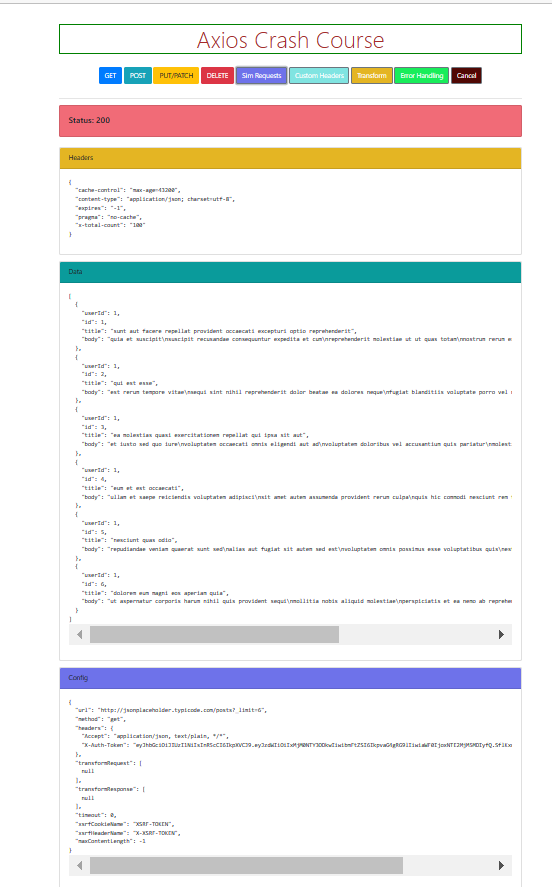 Axios Crash Course
GET POST PUT/PATCH DELETE Sim Requests Custom Headers Transform Error Handling Cancel
Status: 200
Headers
{
"cache-control": "max-age=43200",
"content-type": "application/json; charset=utf-8",
"expires": "-1",
"pragma": "no-cache",
"x-total-count": "100"
}
Data
[
{
"userId": 1,
"id": 1,
"title": "sunt aut facere repellat provident occaecati excepturi optio reprehenderit",
"body": "quia et suscipit\nsuscipit recusandae consequuntur expedita et cum\nreprehenderit molestiae ut ut quas totam\nnostrum rerum e
},
{
"userId": 1,
"id": 2,
"title": "qui est esse",
"body": "est rerum tempore vitae\nsequi sint nihil reprehenderit dolor beatae ea dolores neque\nfugiat blanditiis voluptate porro vel
},
{
"userId": 1,
"id": 3,
"title": "ea molestias quasi exercitationem repellat qui ipsa sit aut",
"body": "et iusto sed quo iure\nvoluptatem occaecati omnis eligendi aut ad\nvoluptatem doloribus vel accusantium quis pariatur\nmolest
},
{
"userId": 1,
"id": 4,
"title": "eum et est occaecati",
"body": "ullam et saepe reiciendis voluptatem adipisci\nsit amet autem assumenda provident rerum culpa\nquis hic commodi nesciunt rem
},
{
"userId": 1,
"id": 5,
"title": "nesciunt quas odio",
"body": "repudiandae veniam quaerat sunt sed\nalias aut fugiat sit autem sed est\nvoluptatem omnis possimus esse voluptatibus quis\nes
},
{
"userId": 1,
"id": 6,
"title": "dolorem eum magni eos aperiam quia",
"body": "ut aspernatur corporis harum nihil quis provident sequi\nmollitia nobis aliquid molestiae\nperspiciatis et ea nemo ab reprehe
}
]
Config
{
"url": "http://jsonplaceholder.typicode.com/posts?_limit=6",
"method": "get",
"headers": {
"Accept": "application/json, text/plain, */*",
"X-Auth-Token":
},
"transformRequest": [
null
],
"transformResponse": [
null
],
"timeout": 0,
"xsrfCookieName": "XSRF-TOKEN",
"xsrfHeaderName": "X-XSRF-TOKEN",
"maxContentLength": -1
}